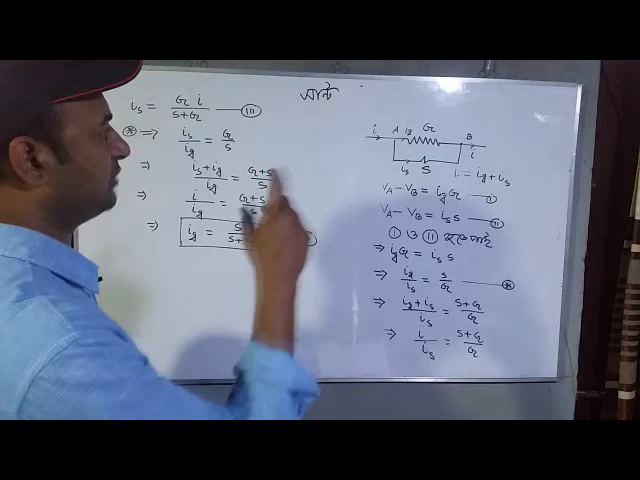 সান্ট
i_s = G i / S+G — (III)
(*) ⇒ i_s / i_g = G / S
⇒ i_s + i_g / i_g = G+S / S
⇒ i / i_g = G+S / S
⇒ i_g = S
i A i_g G B
i_s S i
i = i_g + i_s
V_A − V_B = i_g G — (I)
V_A − V_B = i_s S — (II)
(I) ও (II) হতে পাই
⇒ i_g G = i_s S
⇒ i_g / i_s = S / G — (*)
⇒ i_g + i_s / i_s = S+G / G
⇒ i / i_s = S+G / G